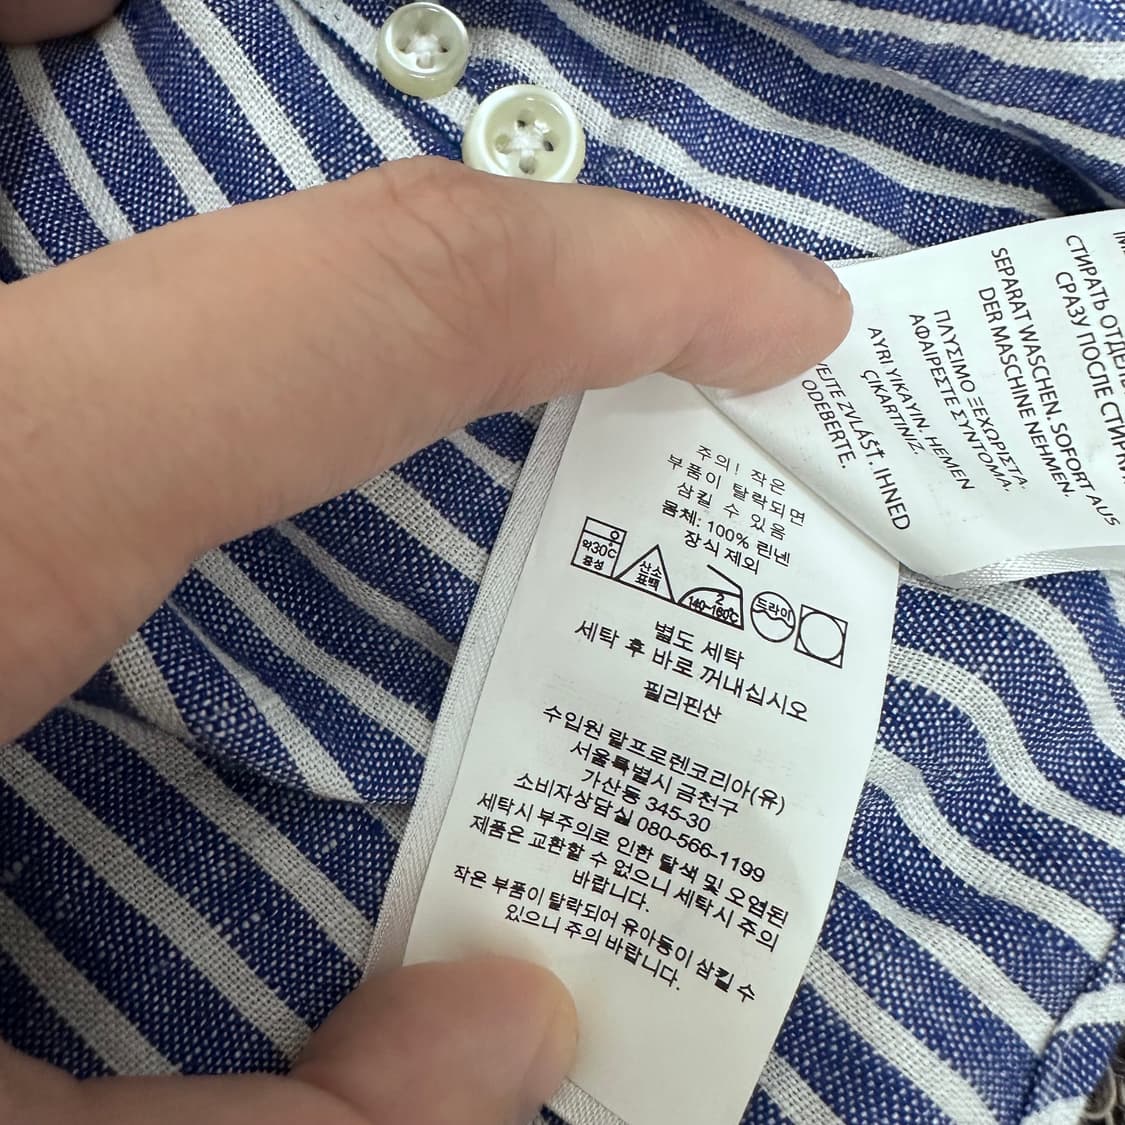 주의! 작은
부품이 탈락되면
삼킬 수 있음
몸체: 100% 린넨
장식 제외
약30℃
중성
산소
표백
2
140~160℃
드라이
별도 세탁
세탁 후 바로 꺼내십시오
필리핀산
수입원 랄프로렌코리아(유)
서울특별시 금천구
가산동 345-30
소비자상담실 080-566-1199
세탁시 부주의로 인한 탈색 및 오염된
제품은 교환할 수 없으니 세탁시 주의
바랍니다.
작은 부품이 탈락되어 유아동이 삼킬 수
있으니 주의 바랍니다.
СТИРАТЬ
СРАЗУ ПОСЛЕ
SEPARAT WASCHEN. SOFORT AUS
DER MASCHINE NEHMEN.
ΠΛΥΣΙΜΟ ΞΕΧΩΡΙΣΤΑ.
ΑΦΑΙΡΕΣΤΕ ΣΥΝΤΟΜΑ.
AYRI YIKAYIN. HEMEN
ÇIKARTINIZ.
ZVLÁŠT. IHNED
ODEBERTE.